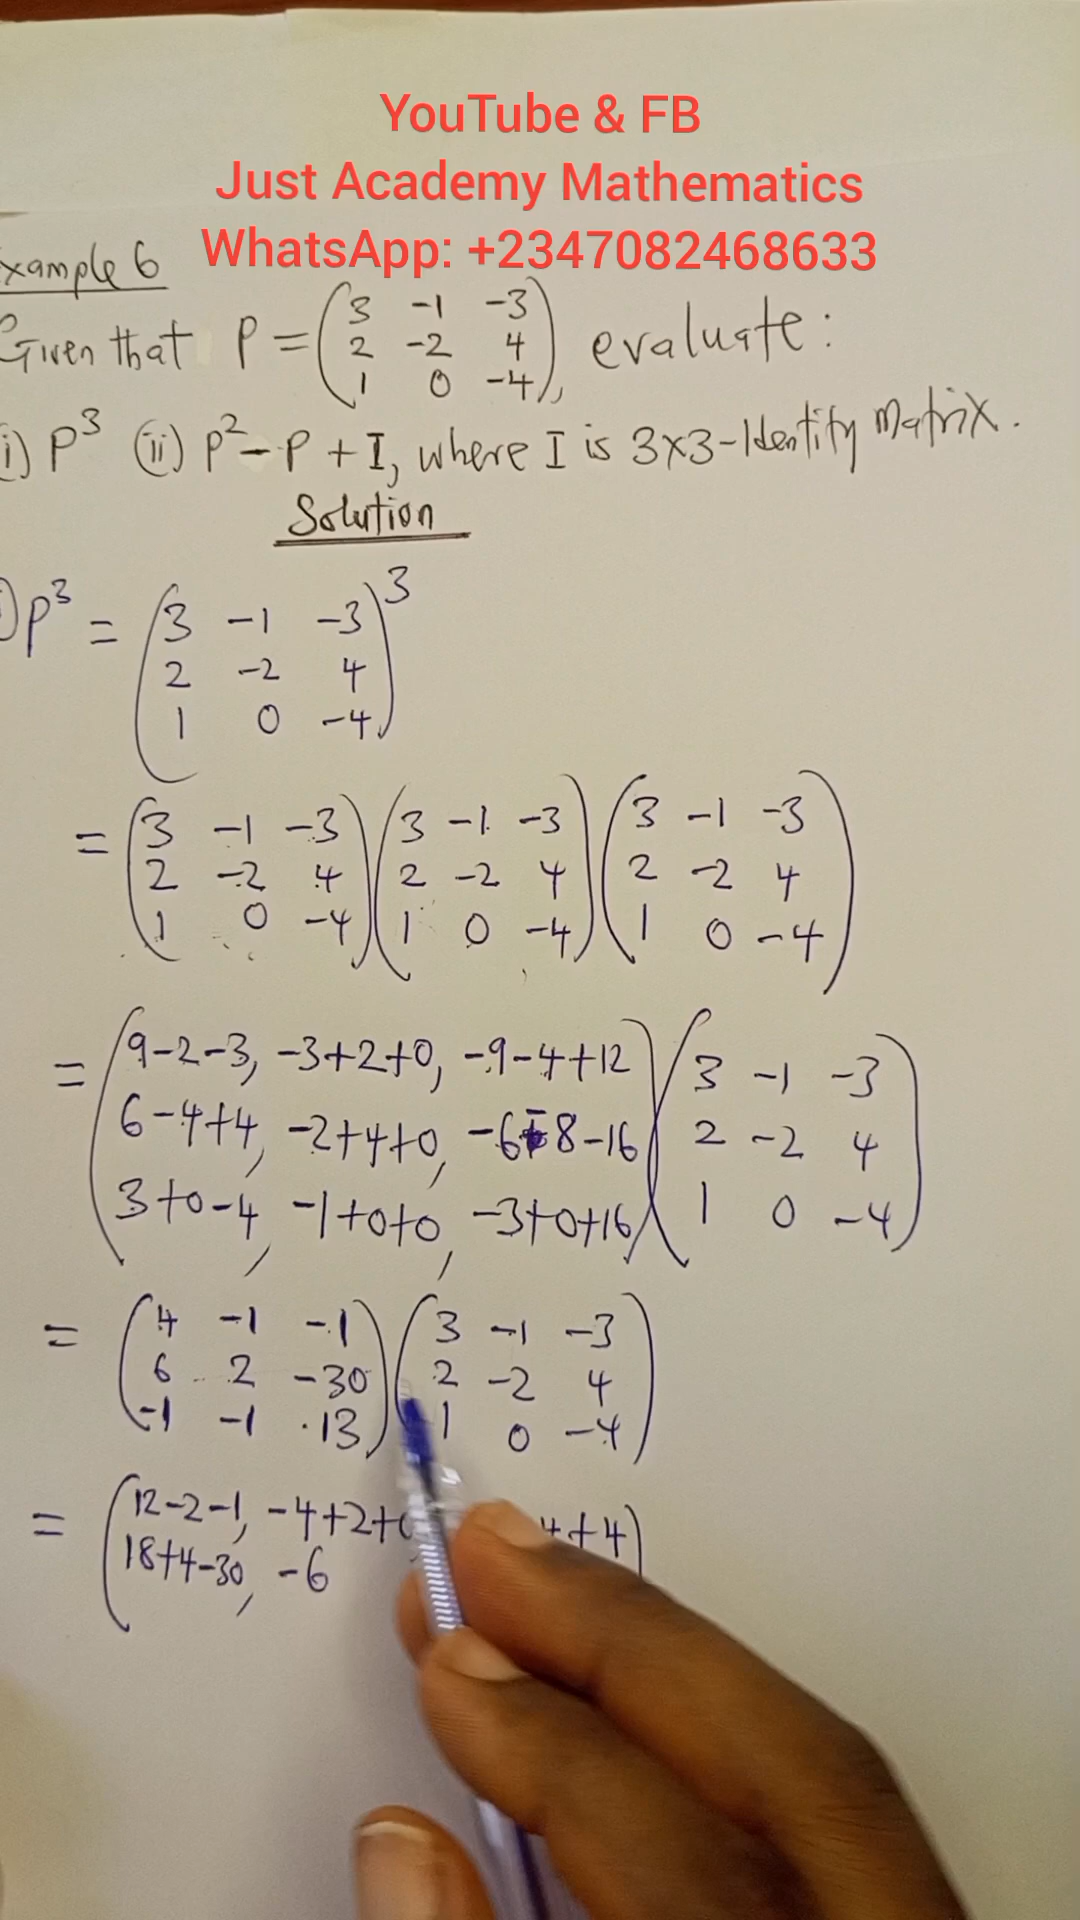 YouTube & FB
Just Academy Mathematics
WhatsApp: +2347082468633
xample 6
Given that P = (3 -1 -3
2 -2 4
1 0 -4), evaluate:
i) P³ (ii) P² - P + I, where I is 3x3-Identity Matrix.
Solution
) P³ = (3 -1 -3
2 -2 4
1 0 -4)³
= (3 -1 -3) (3 -1 -3) (3 -1 -3)
2 -2 4 2 -2 4 2 -2 4
1 0 -4 1 0 -4 1 0 -4
= (9-2-3, -3+2+0, -9-4+12) (3 -1 -3)
6-4+4, -2+4+0, -6-8-16 2 -2 4
3+0-4, -1+0+0, -3+0+16 1 0 -4
= (4 -1 -1) (3 -1 -3)
6 2 -30 2 -2 4
-1 -1 13 1 0 -4
= (12-2-1, -4+2+ 4+4)
18+4-30, -6